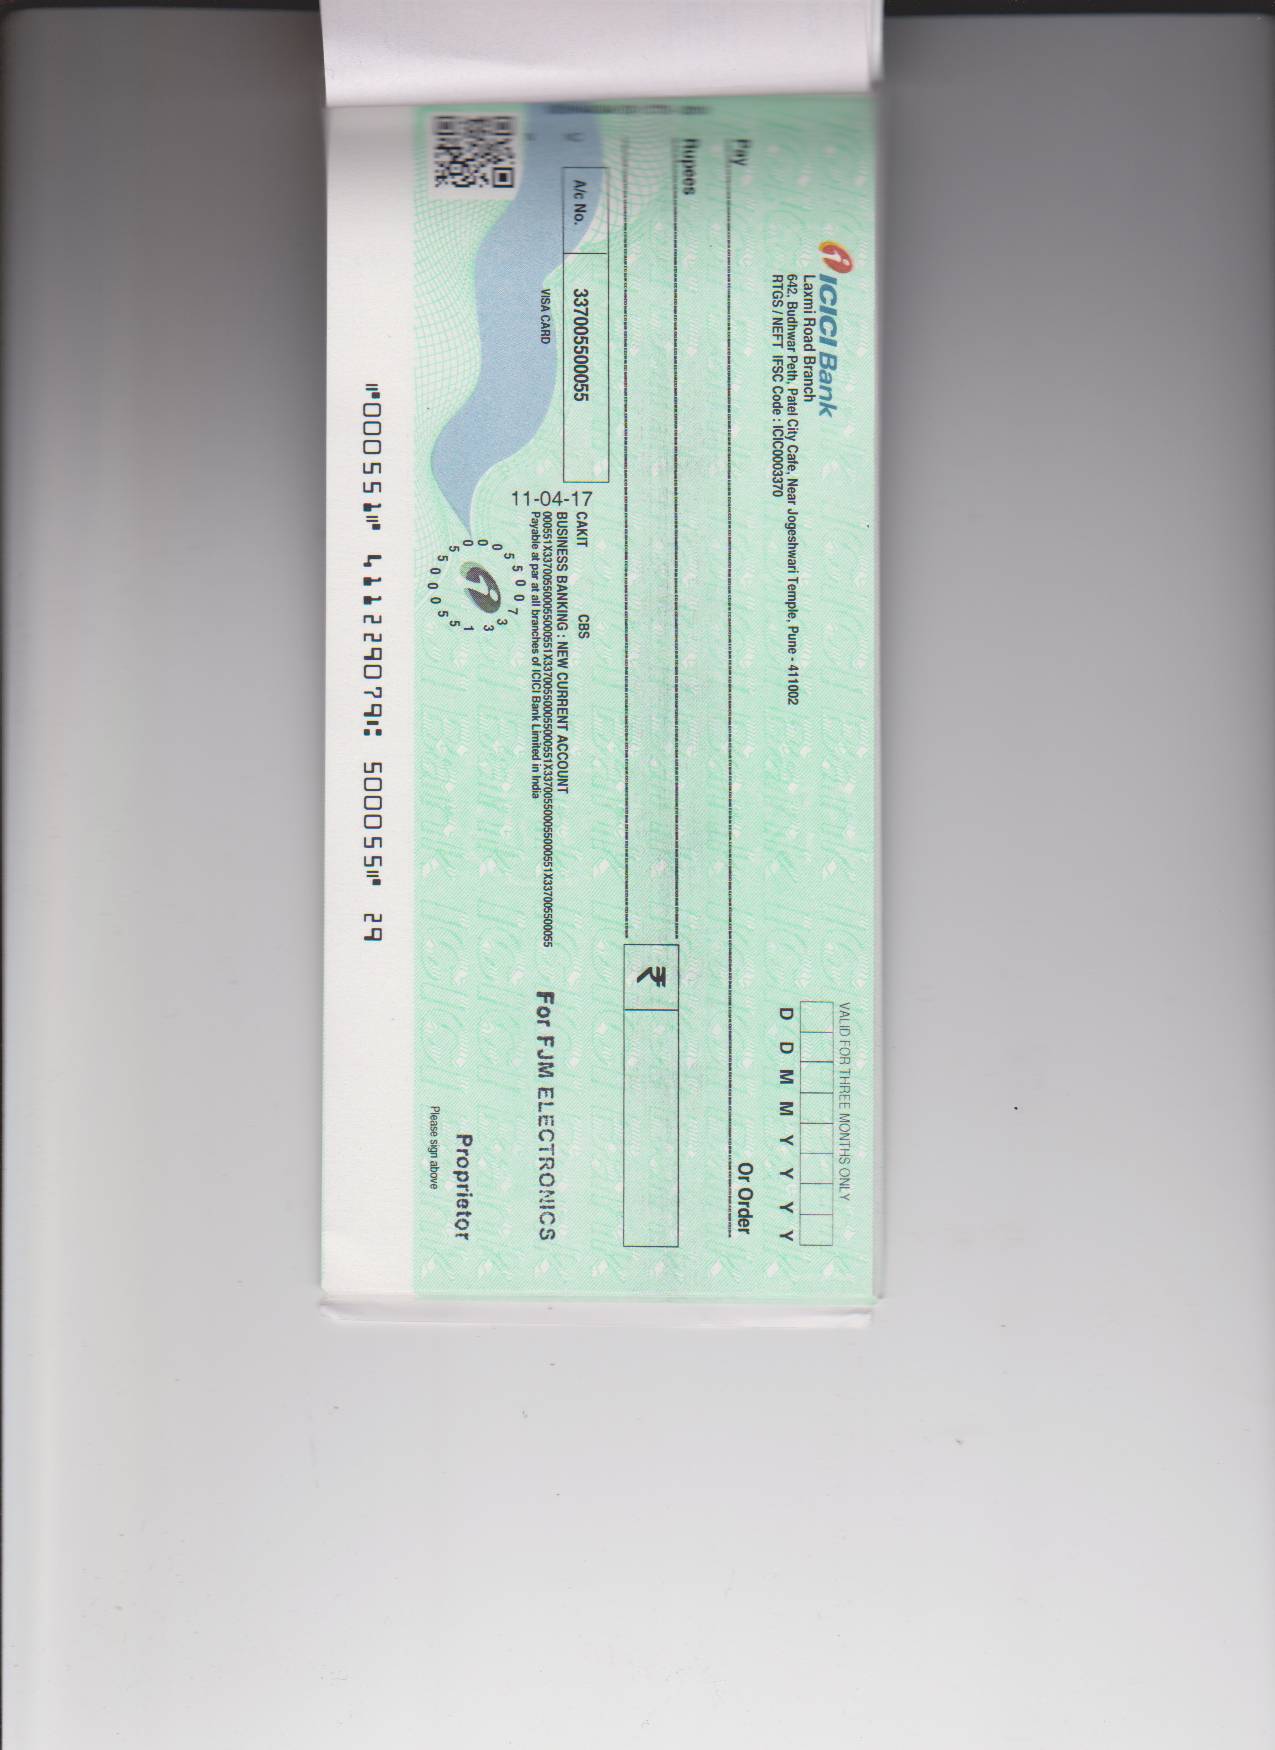 ICICI Bank
Laxmi Road Branch
642, Budhwar Peth, Patel City Cafe, Near Jogeshwari Temple, Pune - 411002
RTGS / NEFT IFSC Code : ICIC0003370
VALID FOR THREE MONTHS ONLY
D D M M Y Y Y Y
Pay
Or Order
Rupees
₹
A/c No. 337005500055
VISA CARD
11-04-17
CAKIT CBS
BUSINESS BANKING : NEW CURRENT ACCOUNT
000551X337005500055000551X337005500055000551X337005500055000551X337005500055
Payable at par at all branches of ICICI Bank Limited in India
For FJM ELECTRONICS
Proprietor
Please sign above
⑈000551⑈ 411229079⑆ 500055⑈ 29